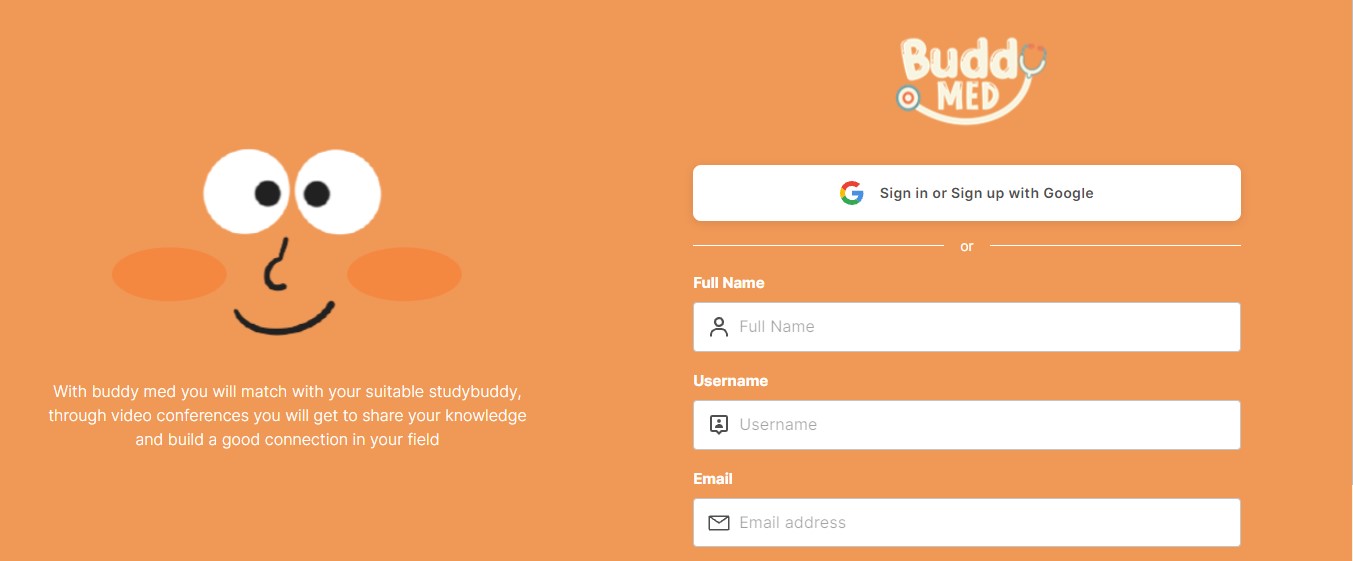 With buddy med you will match with your suitable studybuddy,
through video conferences you will get to share your knowledge
and build a good connection in your field
Buddy
MED
Sign in or Sign up with Google
or
Full Name
Full Name
Username
Username
Email
Email address